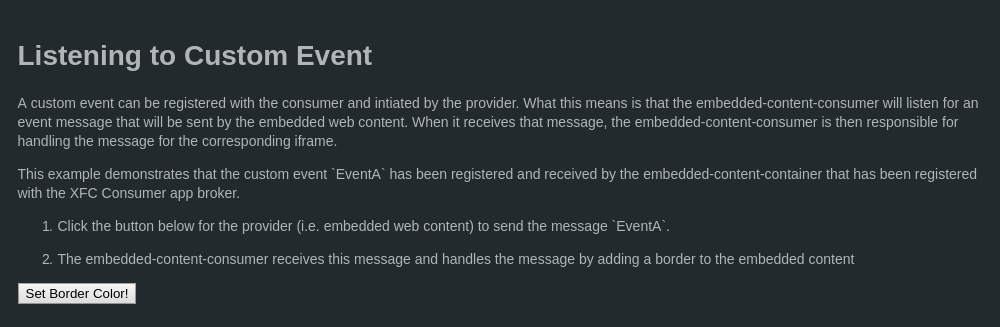 Listening to Custom Event
A custom event can be registered with the consumer and intiated by the provider. What this means is that the embedded-content-consumer will listen for an
event message that will be sent by the embedded web content. When it receives that message, the embedded-content-consumer is then responsible for
handling the message for the corresponding iframe.
This example demonstrates that the custom event `EventA` has been registered and received by the embedded-content-container that has been registered
with the XFC Consumer app broker.
1. Click the button below for the provider (i.e. embedded web content) to send the message `EventA`.
2. The embedded-content-consumer receives this message and handles the message by adding a border to the embedded content
Set Border Color!